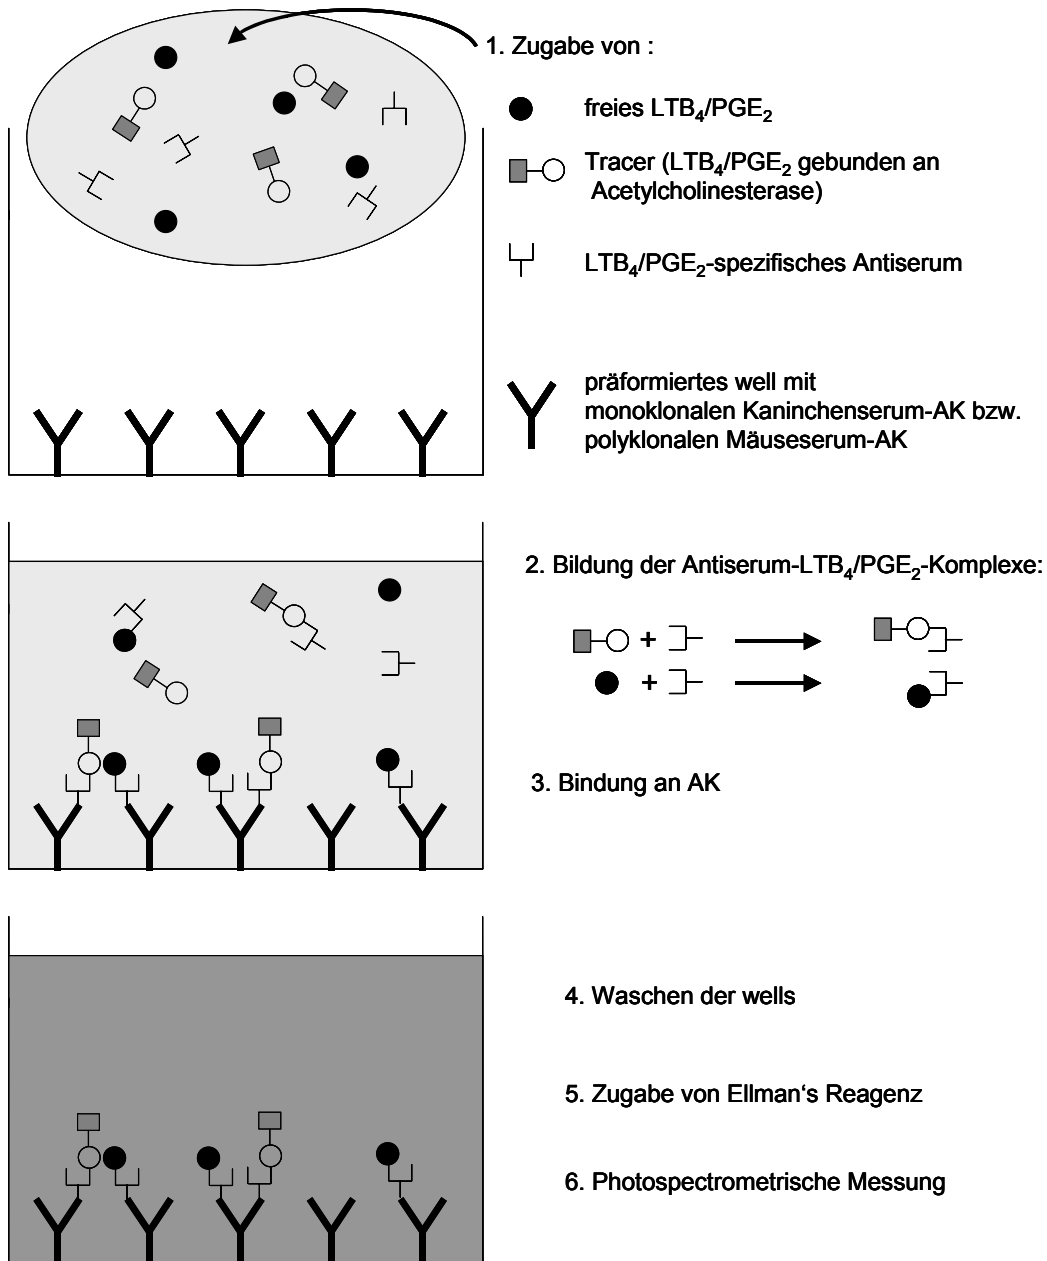 1. Zugabe von :
freies LTB₄/PGE₂
Tracer (LTB₄/PGE₂ gebunden an
Acetylcholinesterase)
LTB₄/PGE₂-spezifisches Antiserum
präformiertes well mit
monoklonalen Kaninchenserum-AK bzw.
polyklonalen Mäuseserum-AK
2. Bildung der Antiserum-LTB₄/PGE₂-Komplexe:
+
+
3. Bindung an AK
4. Waschen der wells
5. Zugabe von Ellman‘s Reagenz
6. Photospectrometrische Messung